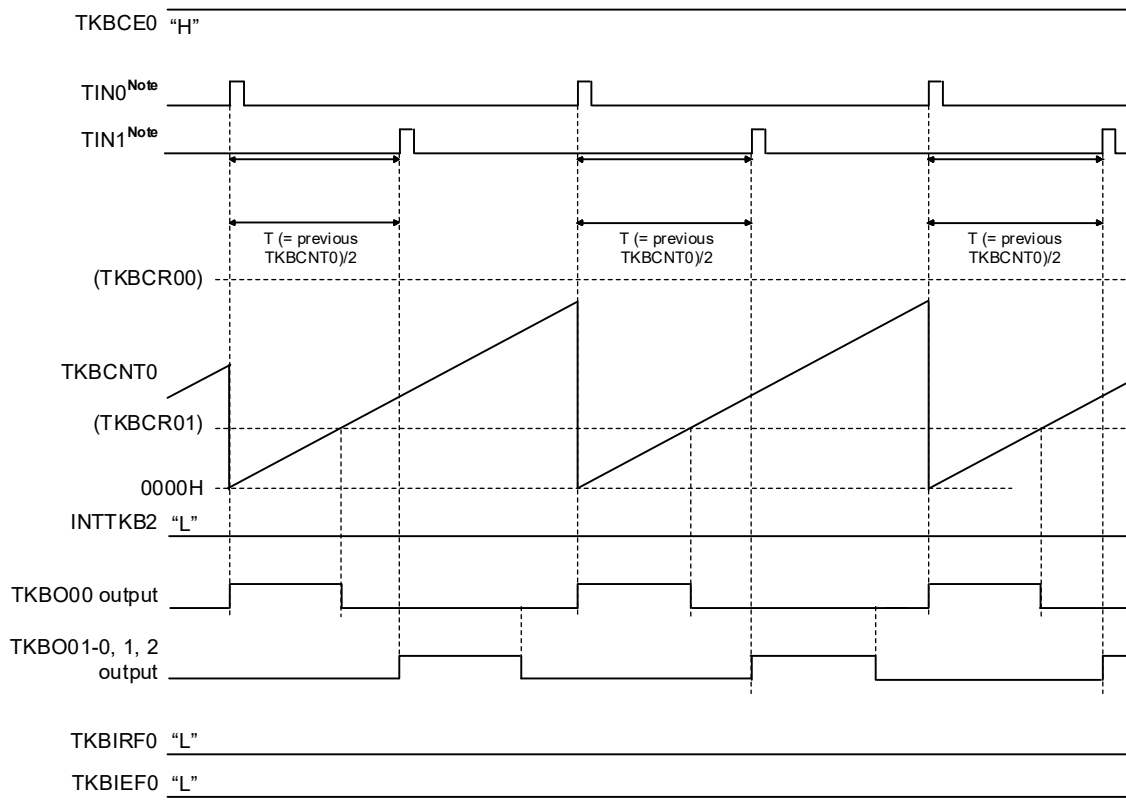 TKBCE0 “H”
TIN0Note
TIN1Note
T (= previous
TKBCNT0)/2
T (= previous
TKBCNT0)/2
T (= previous
TKBCNT0)/2
(TKBCR00)
TKBCNT0
(TKBCR01)
0000H
INTTKB2 “L”
TKBO00 output
TKBO01-0, 1, 2
output
TKBIRF0 “L”
TKBIEF0 “L”